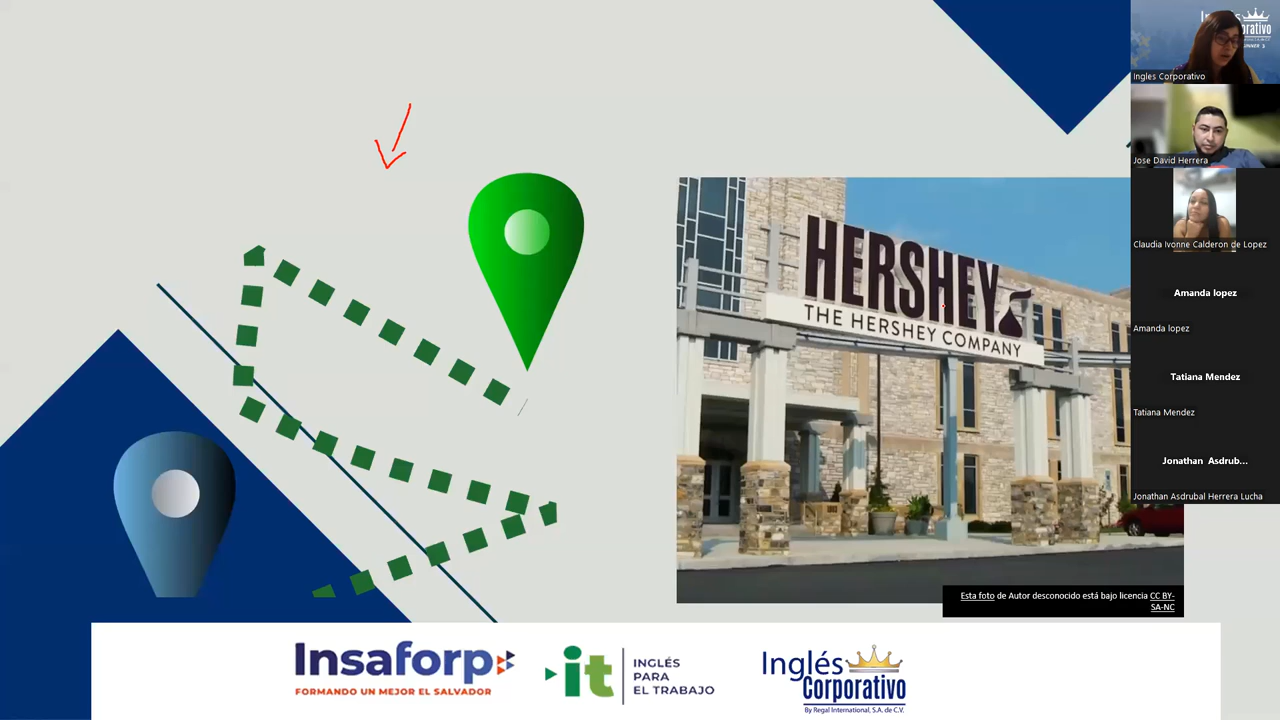 Ingles Corporativo
Jose David Herrera
Claudia Ivonne Calderon de Lopez
Amanda lopez
Amanda lopez
Tatiana Mendez
Tatiana Mendez
Jonathan Asdrub...
Jonathan Asdrubal Herrera Lucha
HERSHEY
THE HERSHEY COMPANY
Esta foto de Autor desconocido está bajo licencia CC BY-
SA-NC
Insaforp
FORMANDO UN MEJOR EL SALVADOR
it
INGLÉS
PARA
EL TRABAJO
Inglés
Corporativo
By Regal International, S.A. de C.V.